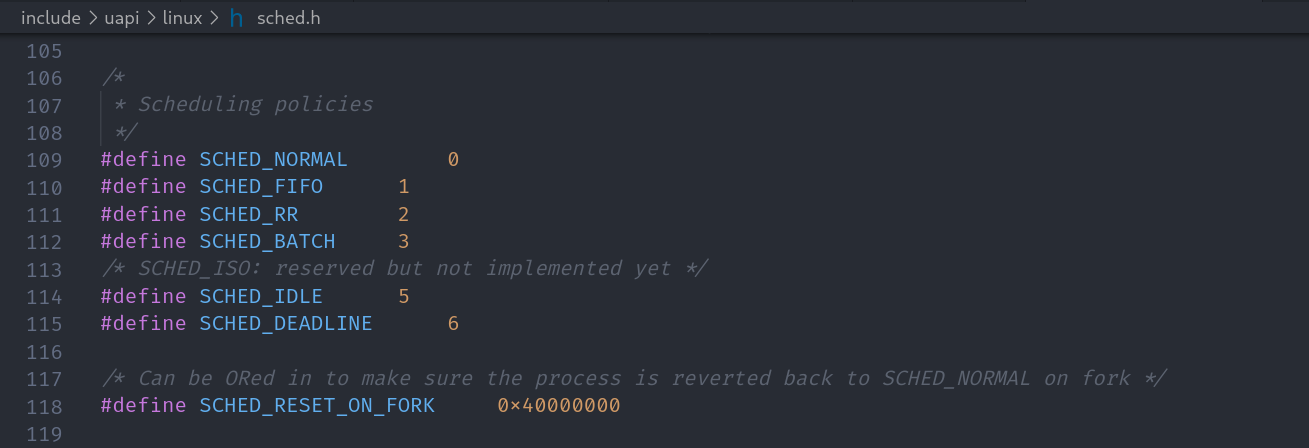 include > uapi > linux > h sched.h
105
106 /*
107 * Scheduling policies
108 */
109 #define SCHED_NORMAL 0
110 #define SCHED_FIFO 1
111 #define SCHED_RR 2
112 #define SCHED_BATCH 3
113 /* SCHED_ISO: reserved but not implemented yet */
114 #define SCHED_IDLE 5
115 #define SCHED_DEADLINE 6
116
117 /* Can be ORed in to make sure the process is reverted back to SCHED_NORMAL on fork */
118 #define SCHED_RESET_ON_FORK 0×40000000
119